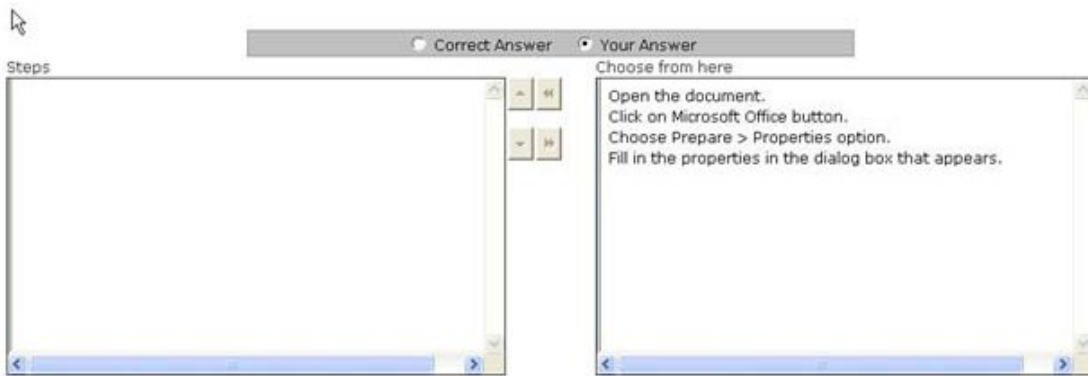 Correct Answer Your Answer
Steps
Choose from here
Open the document.
Click on Microsoft Office button.
Choose Prepare > Properties option.
Fill in the properties in the dialog box that appears.